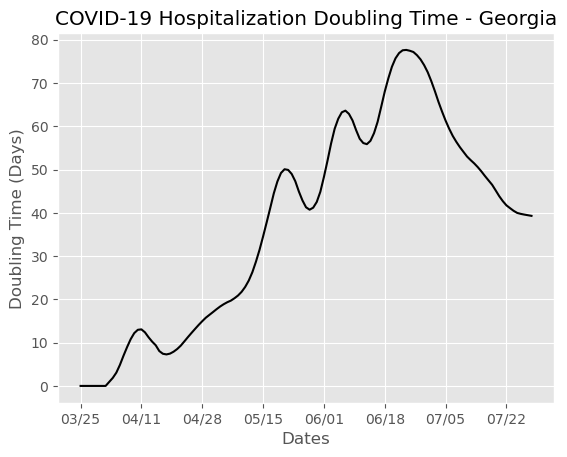 COVID-19 Hospitalization Doubling Time - Georgia
80
70
60
50
40
30
20
10
0
Doubling Time (Days)
03/25 04/11 04/28 05/15 06/01 06/18 07/05 07/22
Dates